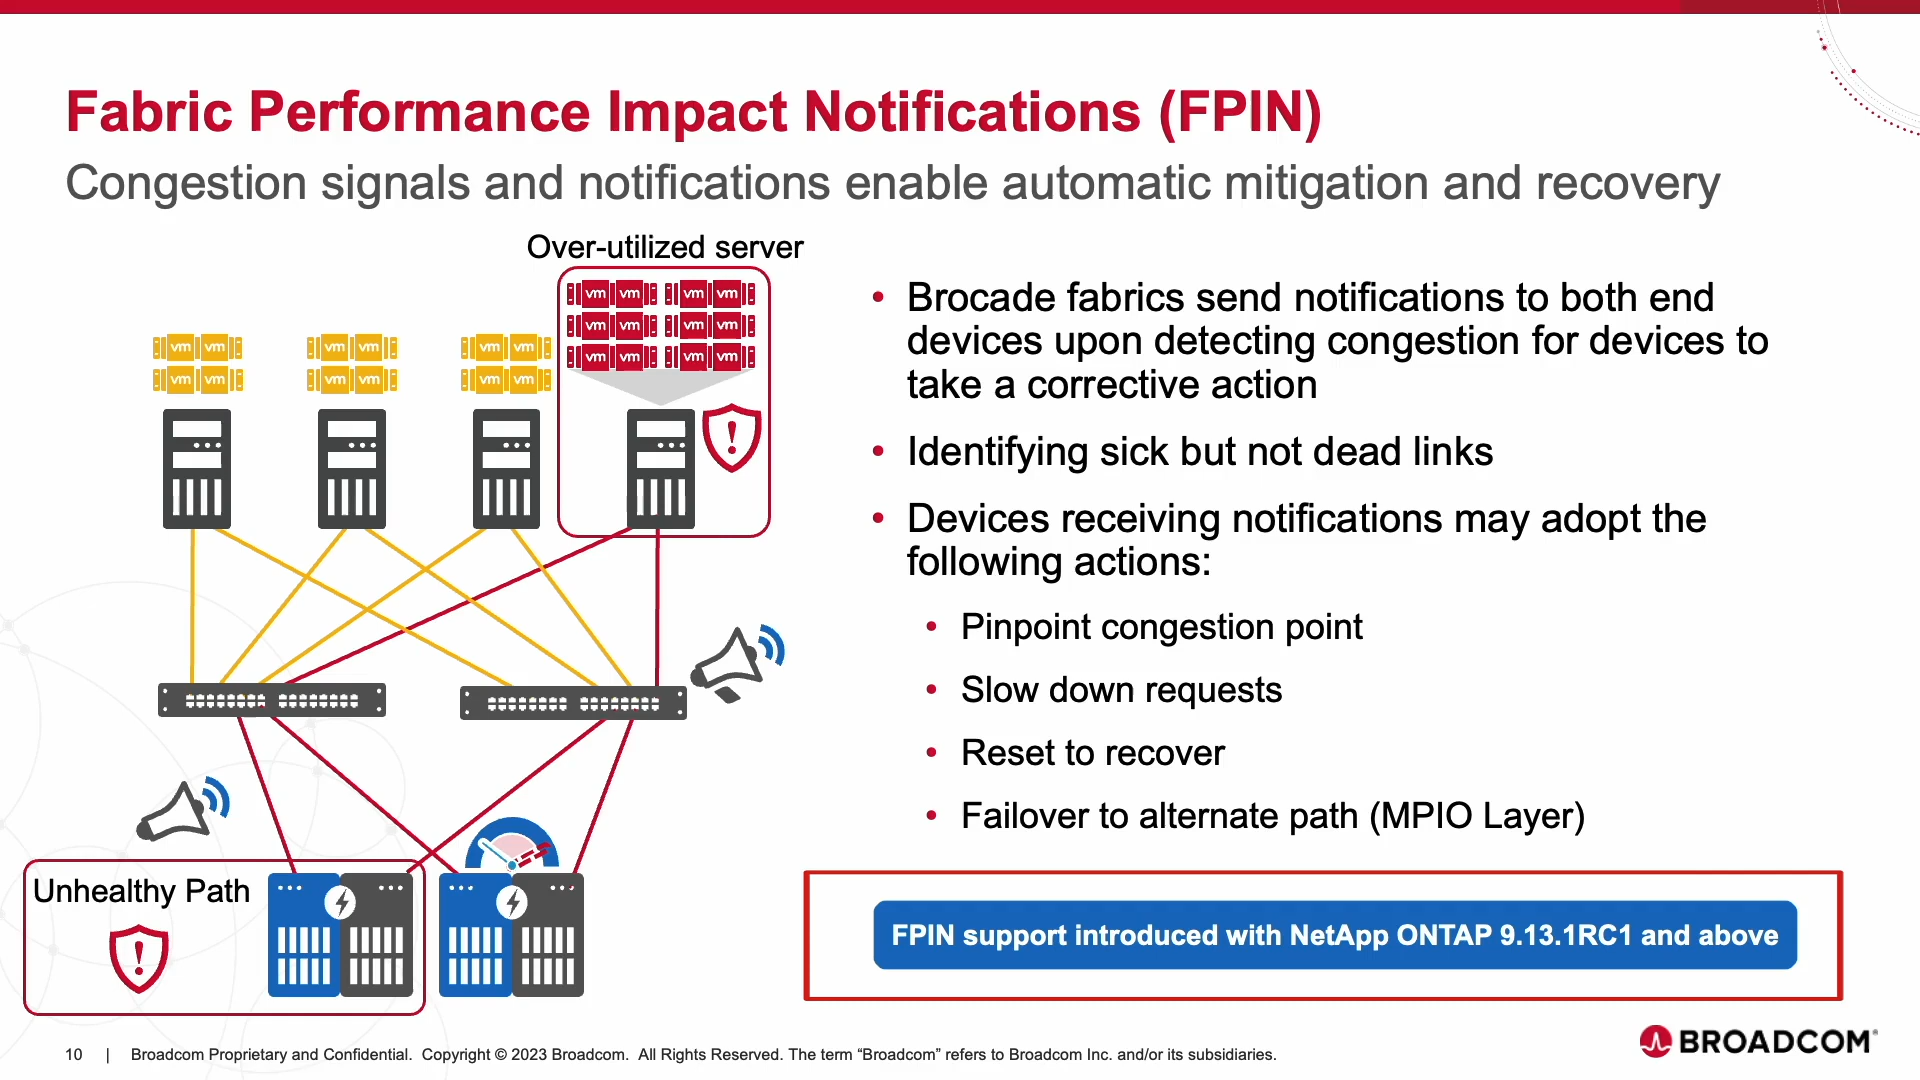 Fabric Performance Impact Notifications (FPIN)
Congestion signals and notifications enable automatic mitigation and recovery
Over-utilized server
vm vm vm vm
vm vm vm vm
vm vm vm vm
vm vm
vm vm
vm vm
vm vm
vm vm
vm vm
Unhealthy Path
• Brocade fabrics send notifications to both end
devices upon detecting congestion for devices to
take a corrective action
• Identifying sick but not dead links
• Devices receiving notifications may adopt the
following actions:
• Pinpoint congestion point
• Slow down requests
• Reset to recover
• Failover to alternate path (MPIO Layer)
FPIN support introduced with NetApp ONTAP 9.13.1RC1 and above
10 | Broadcom Proprietary and Confidential. Copyright © 2023 Broadcom. All Rights Reserved. The term “Broadcom” refers to Broadcom Inc. and/or its subsidiaries.
BROADCOM®